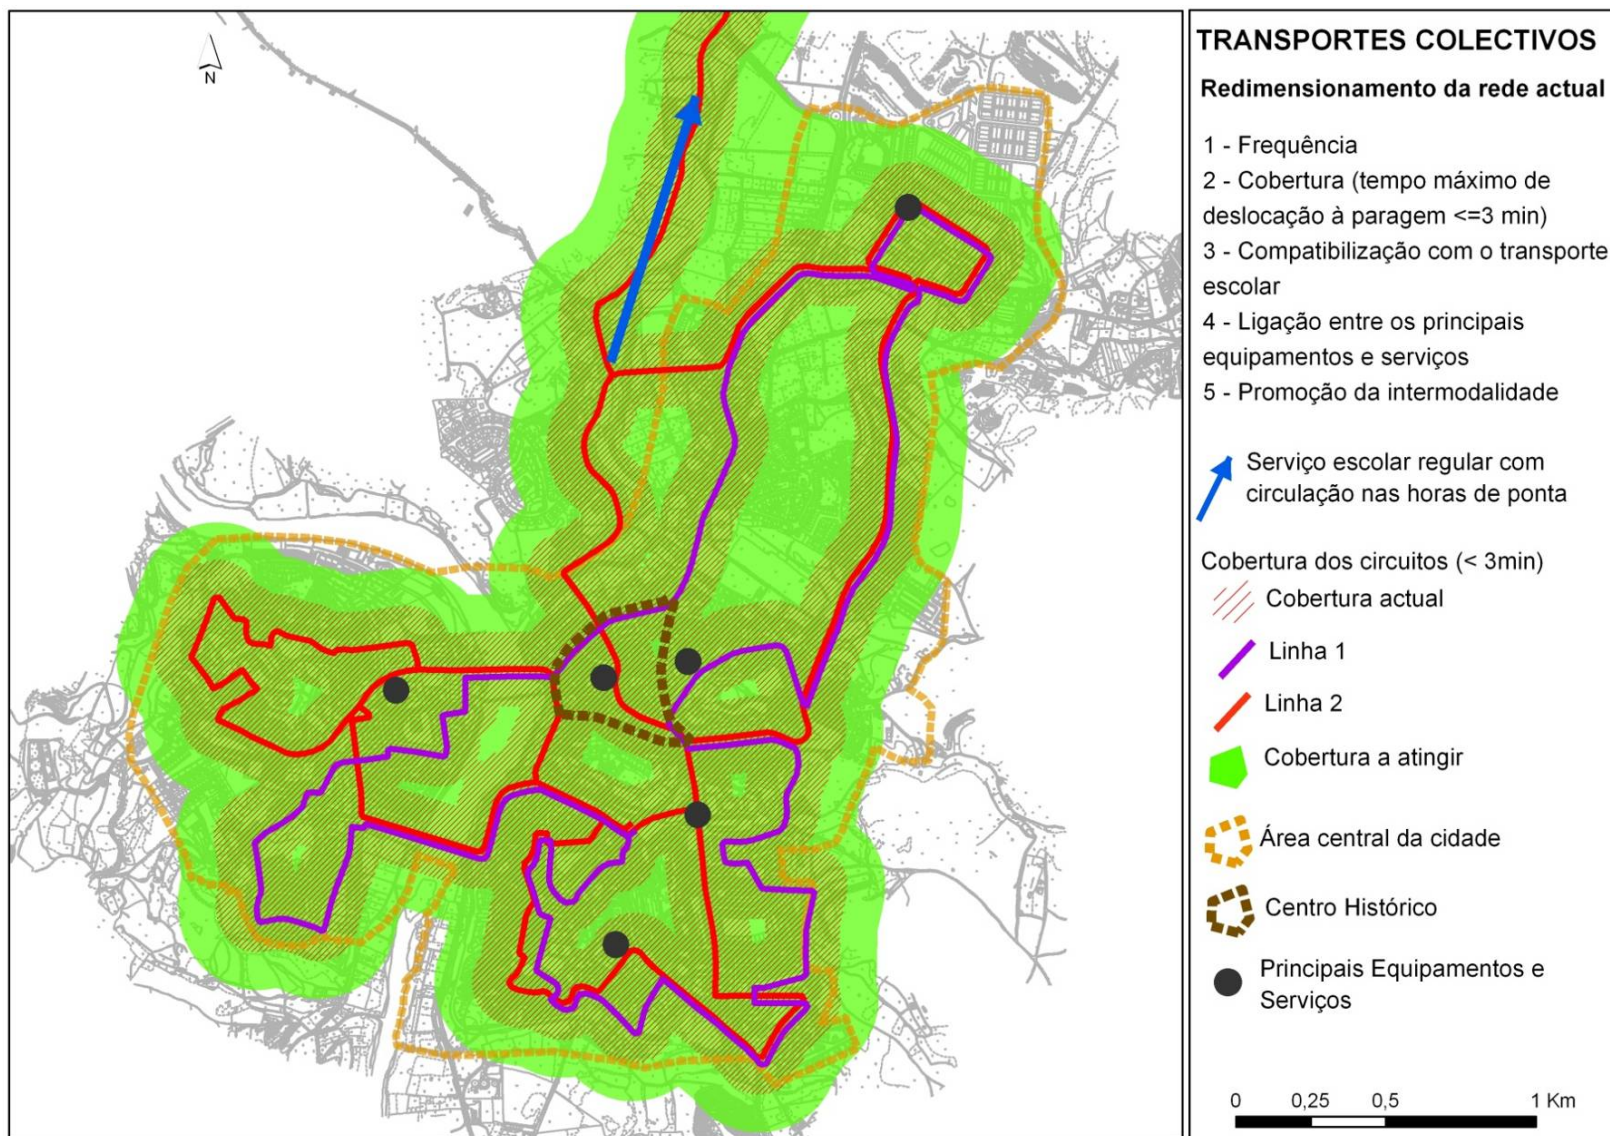 N
TRANSPORTES COLECTIVOS
Redimensionamento da rede actual
1 - Frequência
2 - Cobertura (tempo máximo de
deslocação à paragem <=3 min)
3 - Compatibilização com o transporte
escolar
4 - Ligação entre os principais
equipamentos e serviços
5 - Promoção da intermodalidade
Serviço escolar regular com
circulação nas horas de ponta
Cobertura dos circuitos (< 3min)
Cobertura actual
Linha 1
Linha 2
Cobertura a atingir
Área central da cidade
Centro Histórico
Principais Equipamentos e
Serviços
0 0,25 0,5 1 Km